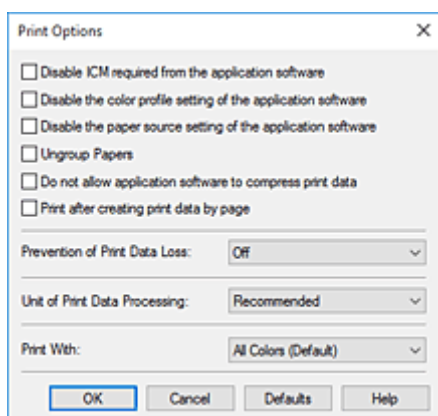 Print Options
Disable ICM required from the application software
Disable the color profile setting of the application software
Disable the paper source setting of the application software
Ungroup Papers
Do not allow application software to compress print data
Print after creating print data by page
Prevention of Print Data Loss: Off
Unit of Print Data Processing: Recommended
Print With: All Colors (Default)
OK Cancel Defaults Help